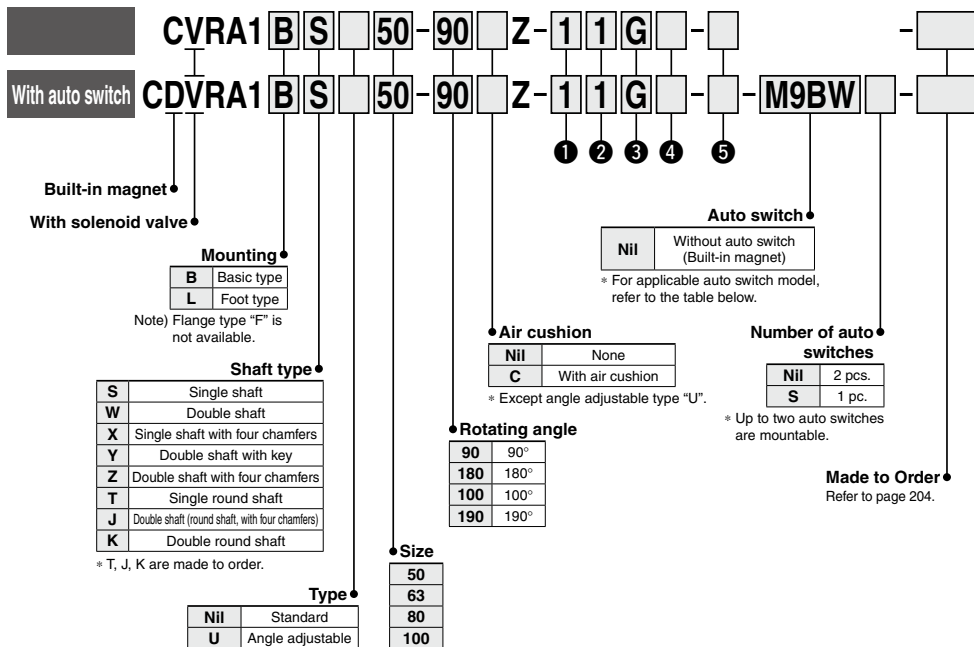 CVRA1 B S 50 - 90 Z - 1 1 G - -
With auto switch CDVRA1 B S 50 - 90 Z - 1 1 G - - M9BW -
❶ ❷ ❸ ❹ ❺
Built-in magnet
With solenoid valve
Mounting
B Basic type
L Foot type
Note) Flange type “F” is
not available.
Shaft type
S Single shaft
W Double shaft
X Single shaft with four chamfers
Y Double shaft with key
Z Double shaft with four chamfers
T Single round shaft
J Double shaft (round shaft, with four chamfers)
K Double round shaft
* T, J, K are made to order.
Type
Nil Standard
U Angle adjustable
Size
50
63
80
100
Rotating angle
90 90°
180 180°
100 100°
190 190°
Air cushion
Nil None
C With air cushion
* Except angle adjustable type “U”.
Auto switch
Nil Without auto switch
(Built-in magnet)
* For applicable auto switch model,
refer to the table below.
Number of auto
switches
Nil 2 pcs.
S 1 pc.
* Up to two auto switches
are mountable.
Made to Order
Refer to page 204.